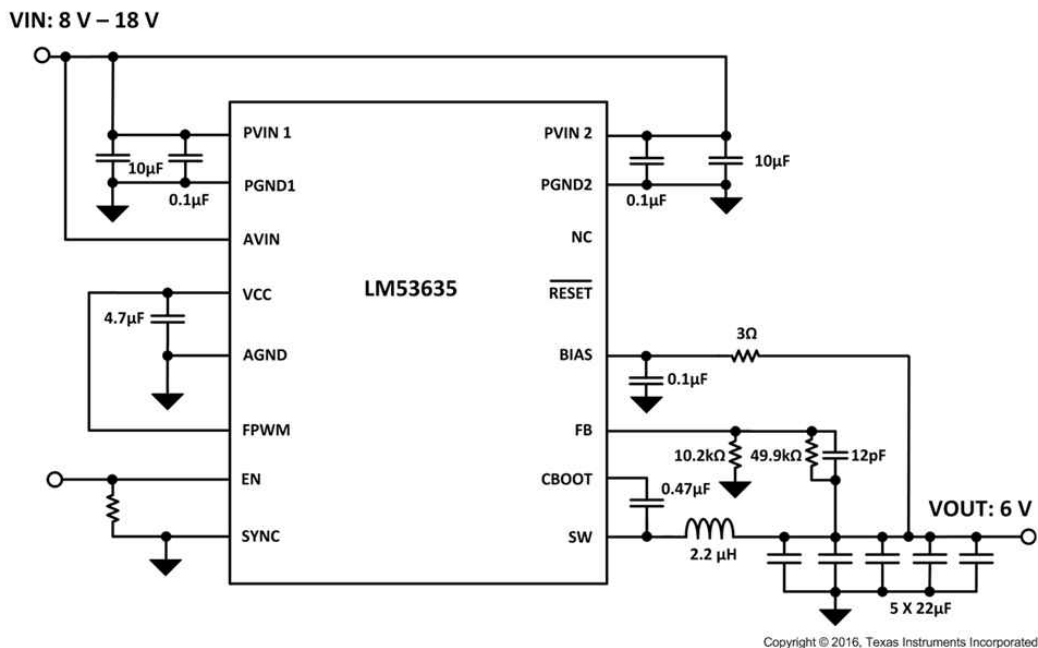 VIN: 8 V – 18 V
PVIN 1
PVIN 2
10µF
0.1µF
PGND1
PGND2
0.1µF
10µF
AVIN
NC
LM53635
VCC
RESET
4.7µF
AGND
BIAS
3Ω
0.1µF
FPWM
FB
10.2kΩ
49.9kΩ
12pF
EN
CBOOT
0.47µF
SYNC
SW
2.2 µH
VOUT: 6 V
5 X 22µF
Copyright © 2016, Texas Instruments Incorporated